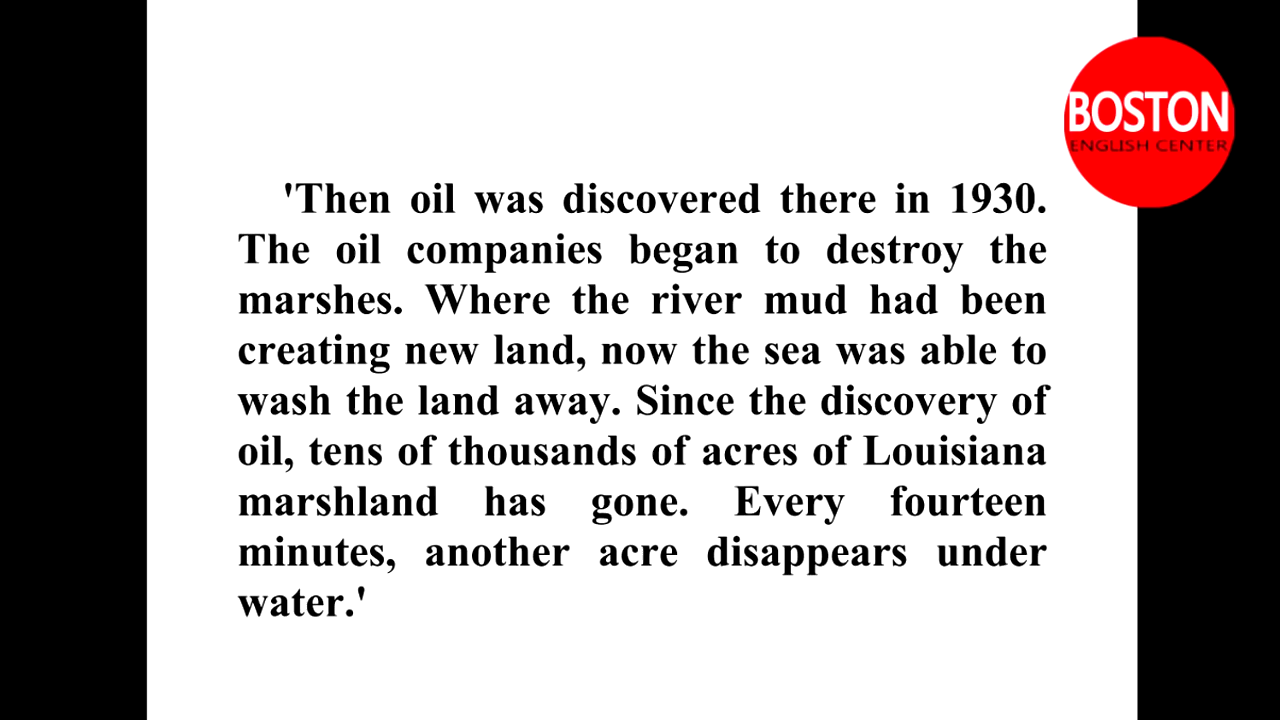 BOSTON
ENGLISH CENTER
'Then oil was discovered there in 1930.
The oil companies began to destroy the
marshes. Where the river mud had been
creating new land, now the sea was able to
wash the land away. Since the discovery of
oil, tens of thousands of acres of Louisiana
marshland has gone. Every fourteen
minutes, another acre disappears under
water.'